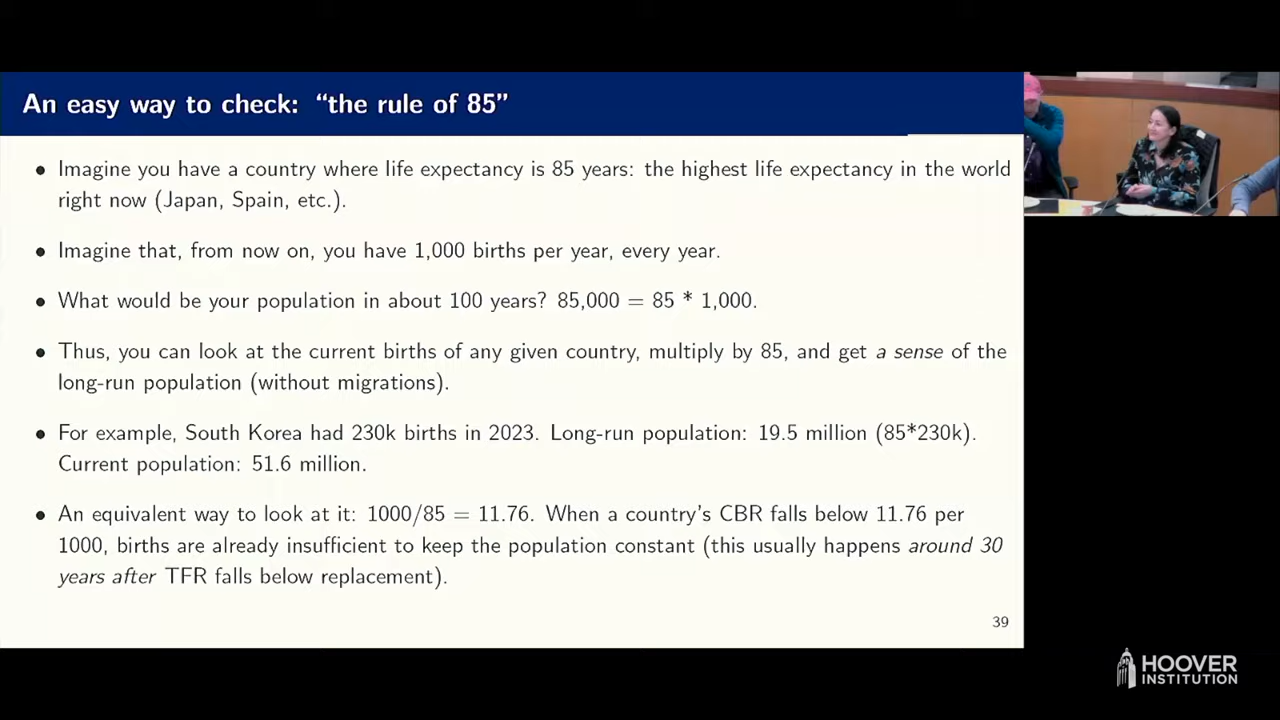 An easy way to check: “the rule of 85”
• Imagine you have a country where life expectancy is 85 years: the highest life expectancy in the world
right now (Japan, Spain, etc.).
• Imagine that, from now on, you have 1,000 births per year, every year.
• What would be your population in about 100 years? 85,000 = 85 * 1,000.
• Thus, you can look at the current births of any given country, multiply by 85, and get a sense of the
long-run population (without migrations).
• For example, South Korea had 230k births in 2023. Long-run population: 19.5 million (85*230k).
Current population: 51.6 million.
• An equivalent way to look at it: 1000/85 = 11.76. When a country’s CBR falls below 11.76 per
1000, births are already insufficient to keep the population constant (this usually happens around 30
years after TFR falls below replacement).
39
HOOVER
INSTITUTION